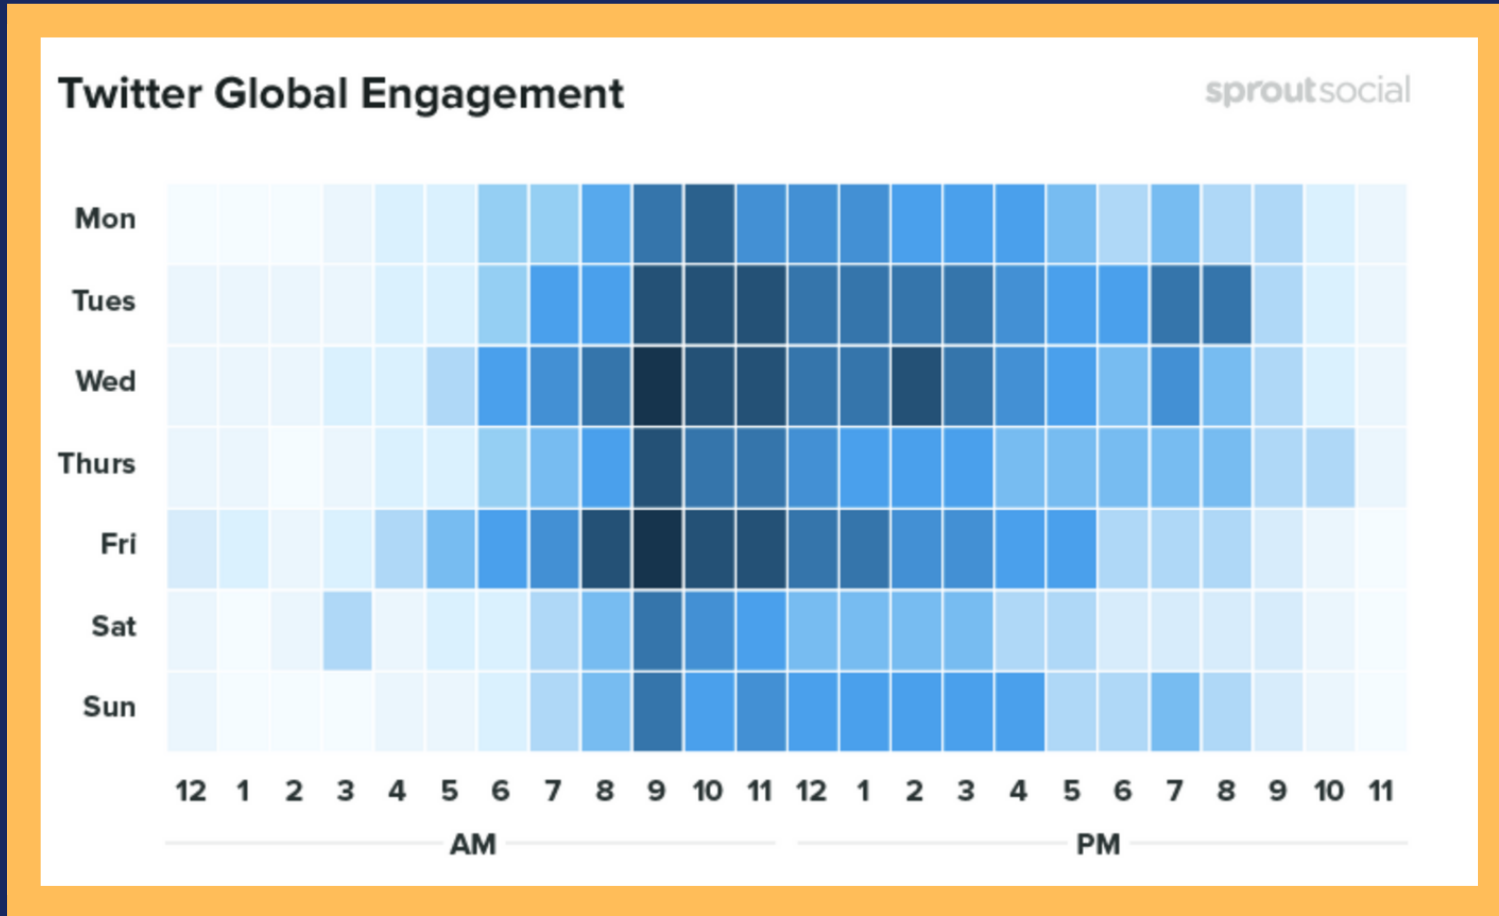 Twitter Global Engagement
sproutsocial
Mon
Tues
Wed
Thurs
Fri
Sat
Sun
12 1 2 3 4 5 6 7 8 9 10 11 12 1 2 3 4 5 6 7 8 9 10 11
AM PM